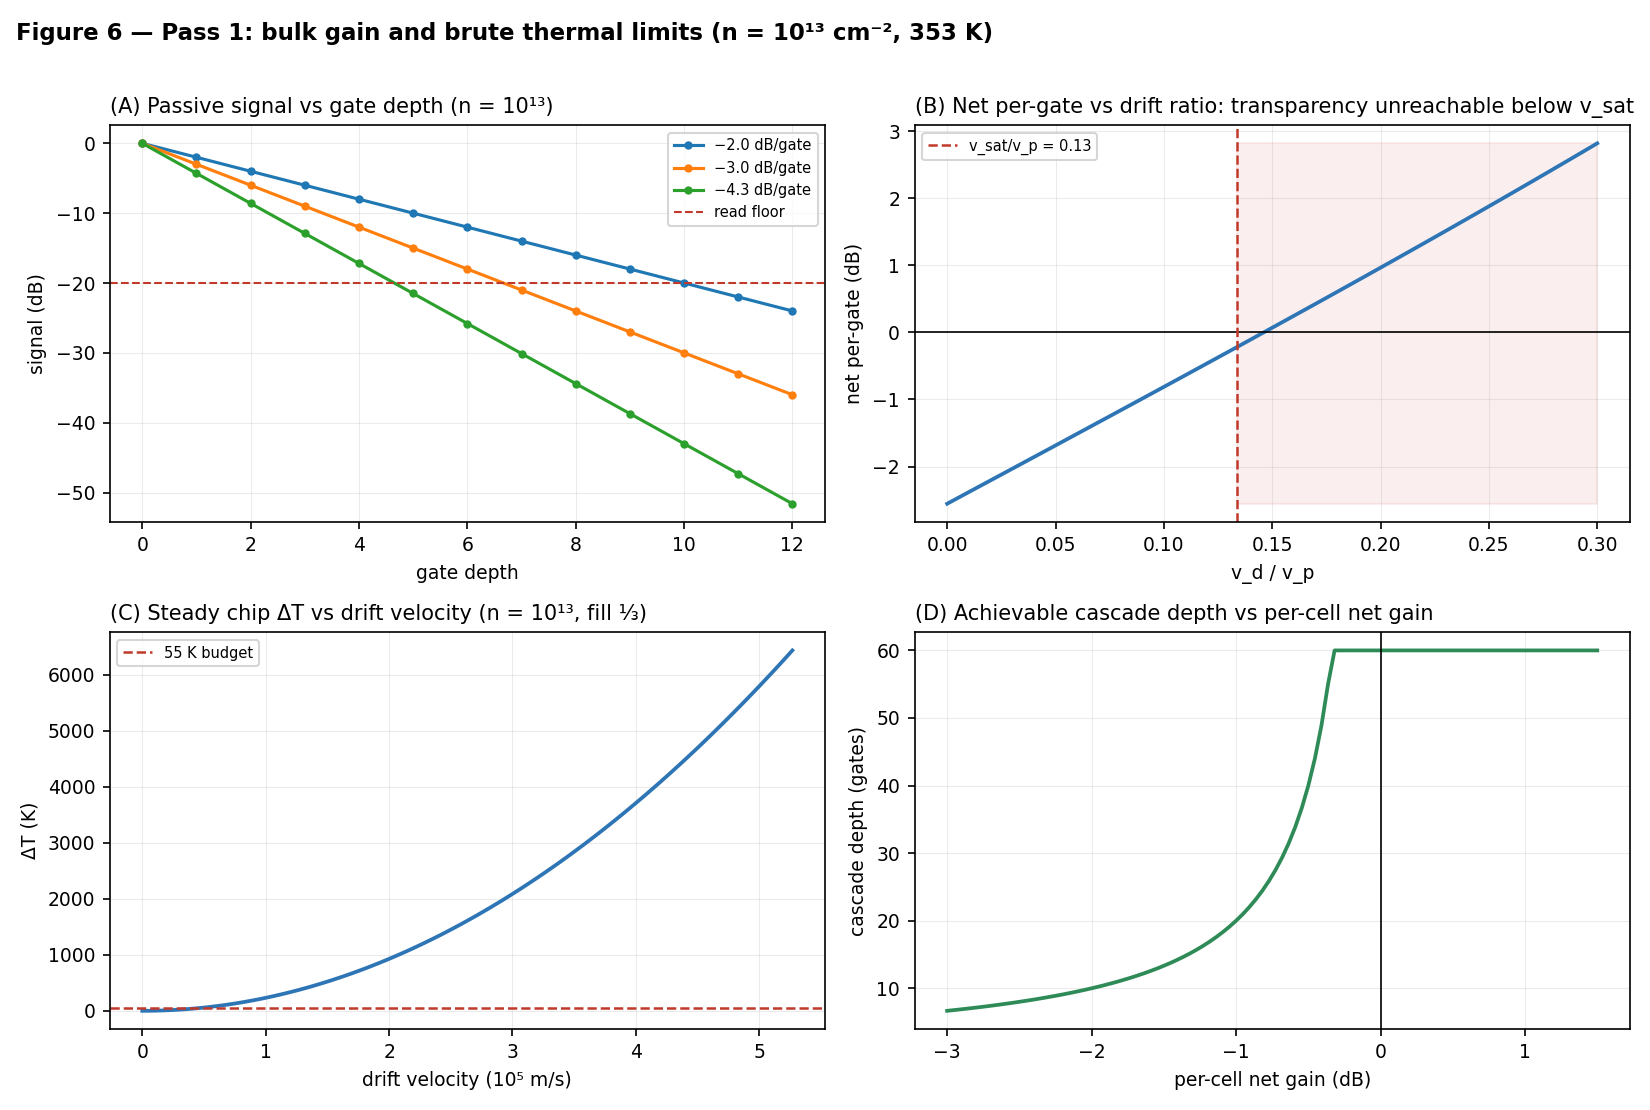 Figure 6 — Pass 1: bulk gain and brute thermal limits (n = 10¹³ cm⁻², 353 K)
(A) Passive signal vs gate depth (n = 10¹³)
0
−10
−20
−30
−40
−50
signal (dB)
−2.0 dB/gate
−3.0 dB/gate
−4.3 dB/gate
read floor
0 2 4 6 8 10 12
gate depth
(B) Net per-gate vs drift ratio: transparency unreachable below v_sat
3
2
1
0
−1
−2
net per-gate (dB)
v_sat/v_p = 0.13
0.00 0.05 0.10 0.15 0.20 0.25 0.30
v_d / v_p
(C) Steady chip ΔT vs drift velocity (n = 10¹³, fill ⅓)
6000
5000
4000
3000
2000
1000
0
ΔT (K)
55 K budget
0 1 2 3 4 5
drift velocity (10⁵ m/s)
(D) Achievable cascade depth vs per-cell net gain
60
50
40
30
20
10
cascade depth (gates)
−3 −2 −1 0 1
per-cell net gain (dB)